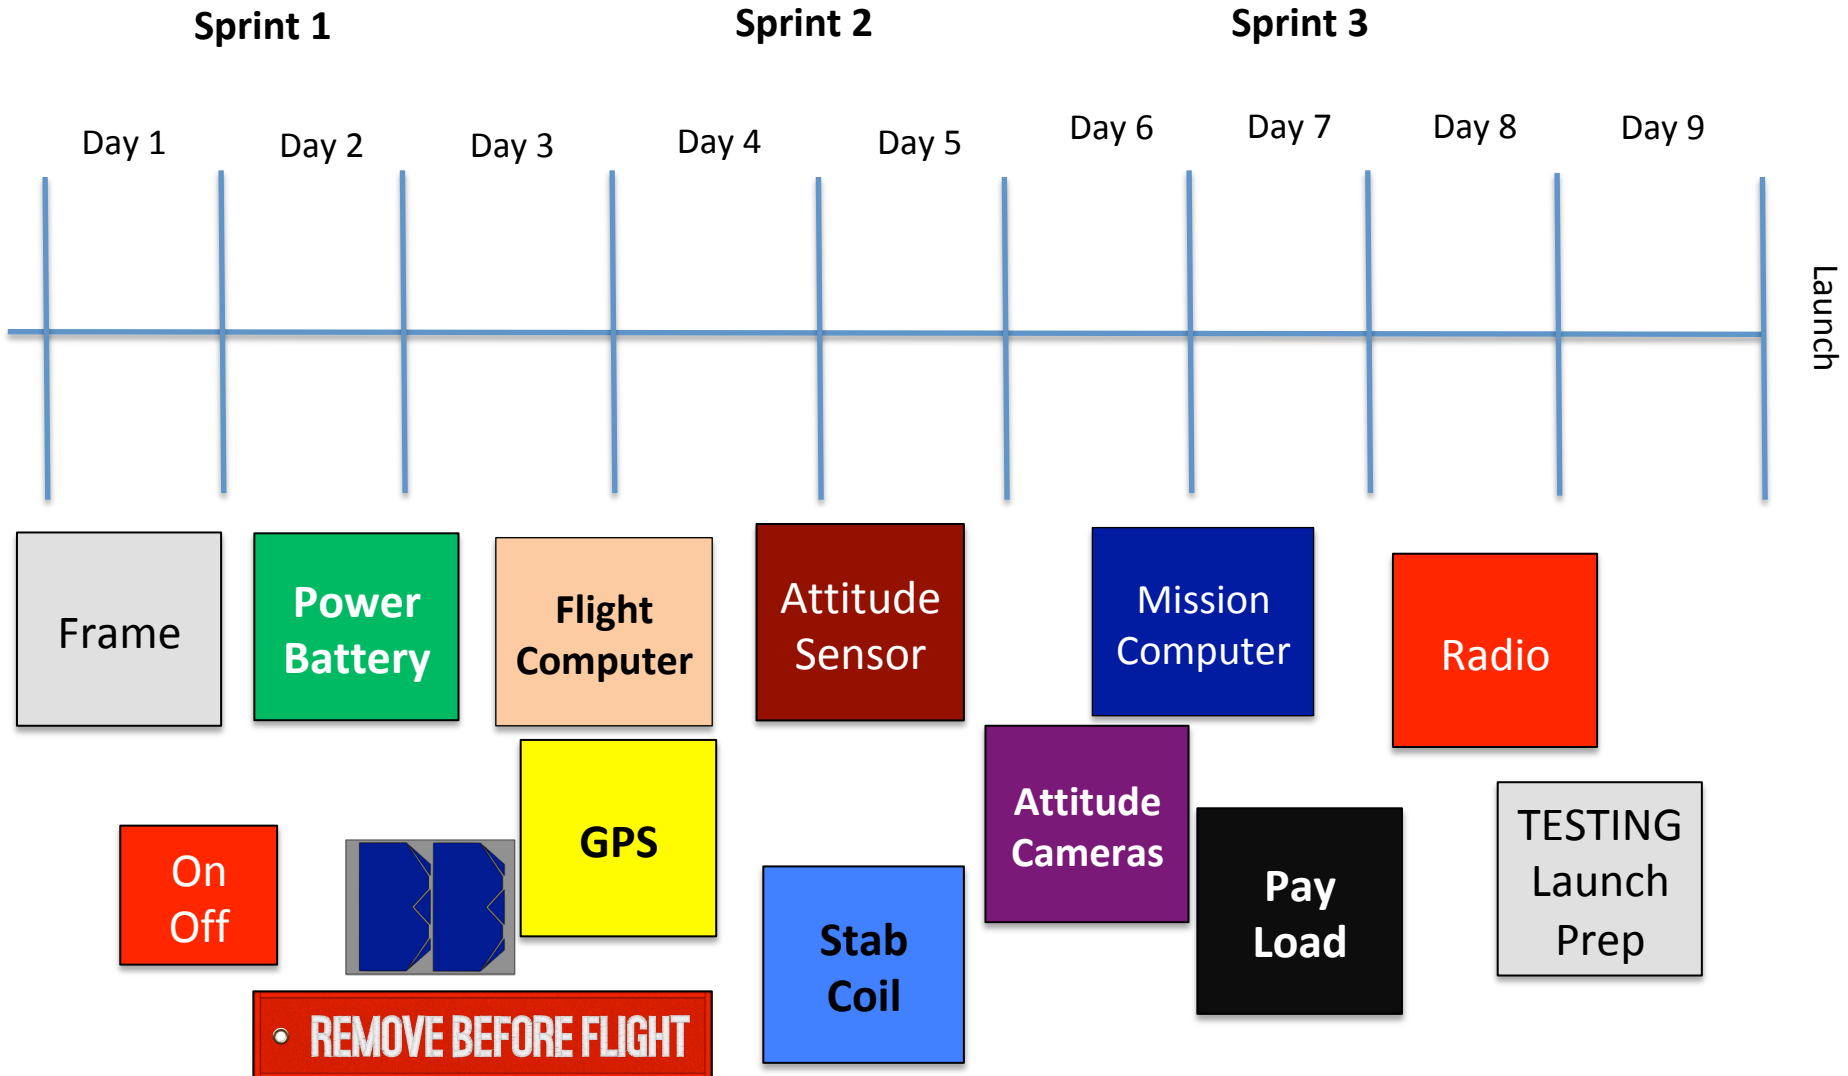 Sprint 1
Sprint 2
Sprint 3
Day 1
Day 2
Day 3
Day 4
Day 5
Day 6
Day 7
Day 8
Day 9
Launch
Frame
Power
Battery
Flight
Computer
Attitude
Sensor
Mission
Computer
Radio
On
Off
GPS
Stab
Coil
Attitude
Cameras
Pay
Load
TESTING
Launch
Prep
REMOVE BEFORE FLIGHT